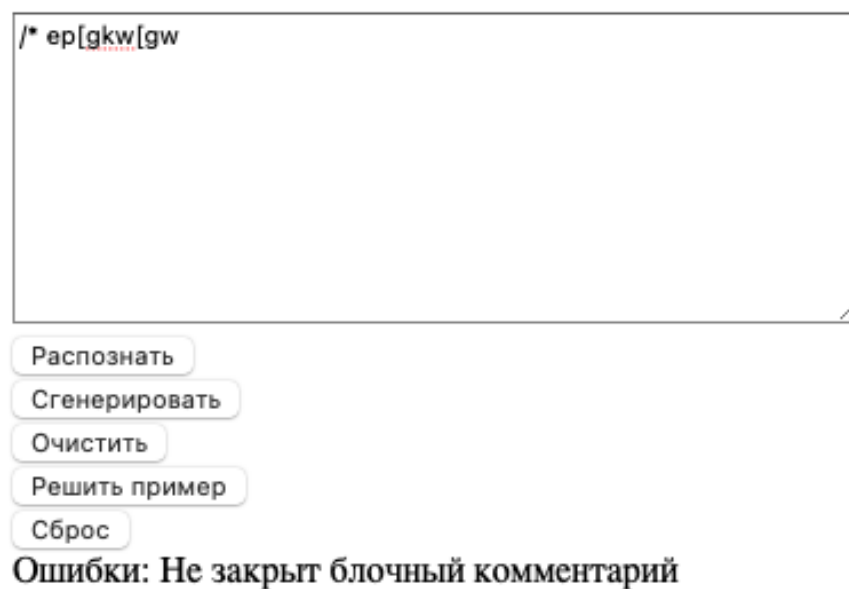 /* ep[gkw[gw
Распознать
Сгенерировать
Очистить
Решить пример
Сброс
Ошибки: Не закрыт блочный комментарий